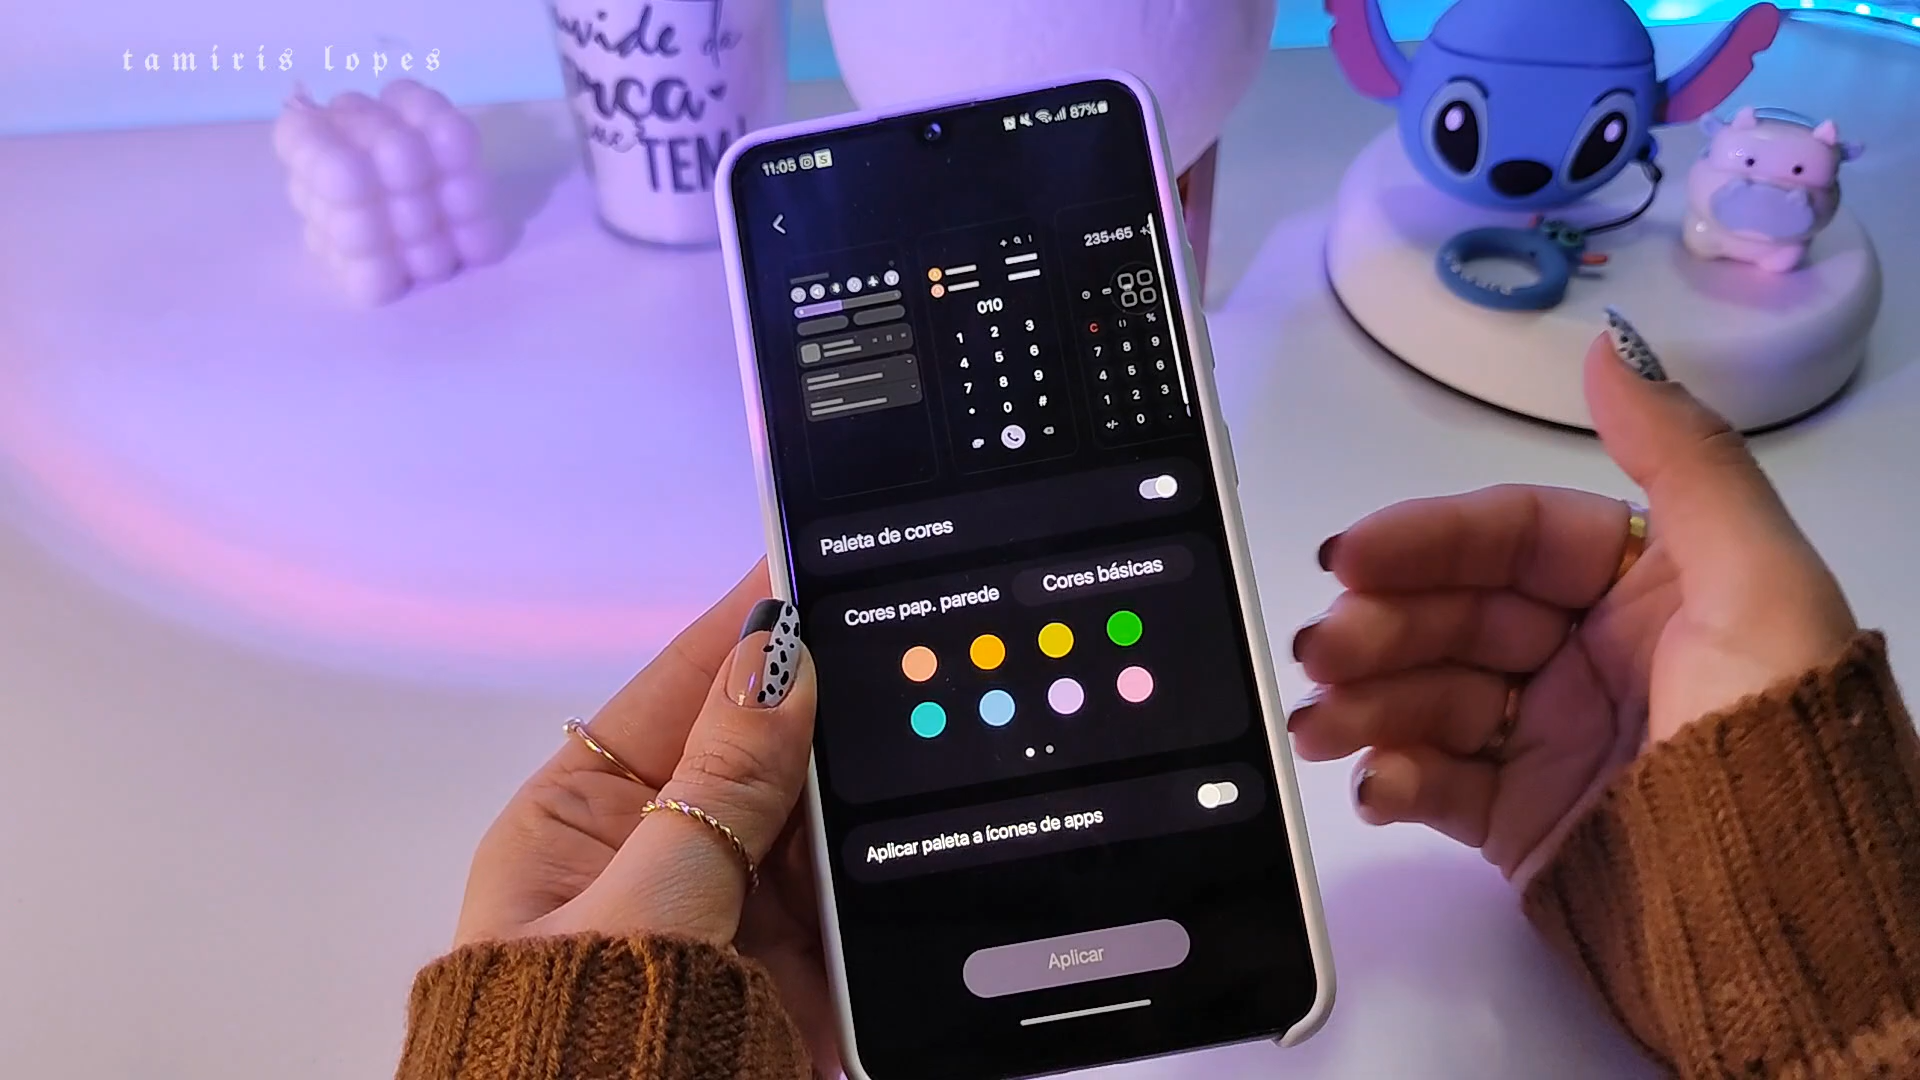 tamiris lopes
de
TEM
11:05
87%
010
1 2 3
4 5 6
7 8 9
* 0 #
235+65
C () %
7 8 9
4 5 6
1 2 3
+/- 0 .
Paleta de cores
Cores pap. parede
Cores básicas
Aplicar paleta a ícones de apps
Aplicar